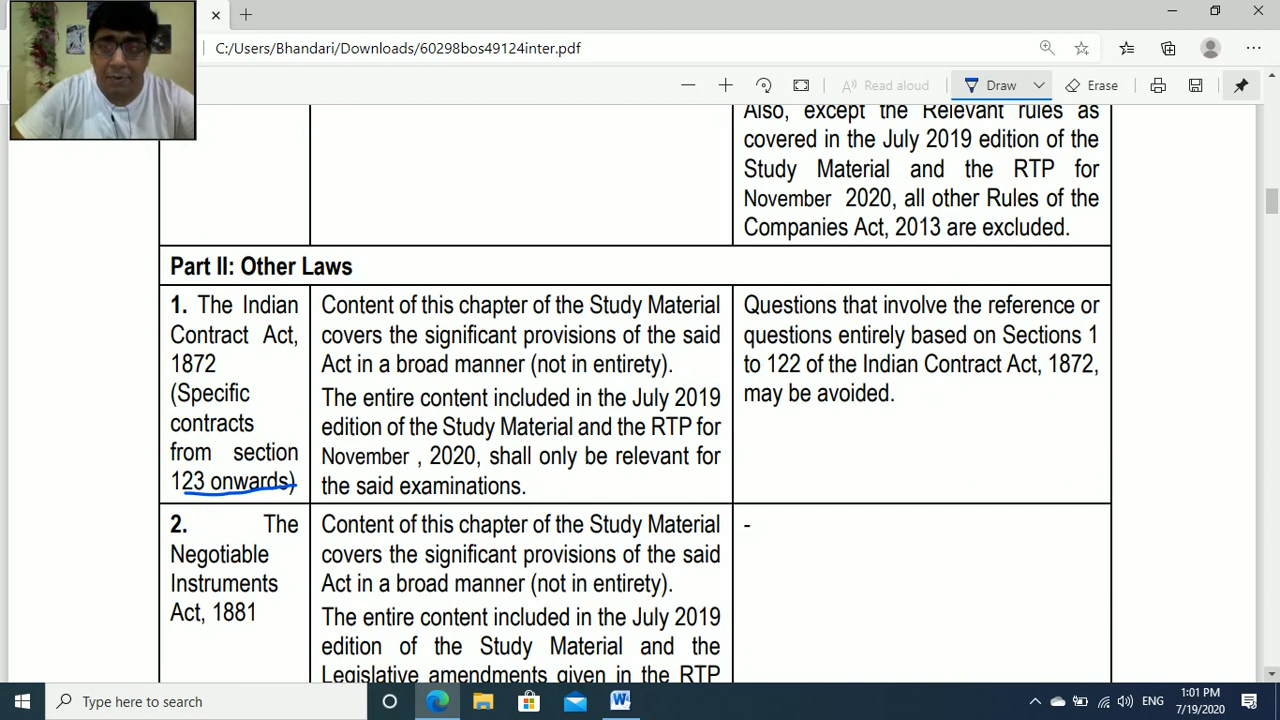 C:/Users/Bhandari/Downloads/60298bos49124inter.pdf
Read aloud
Draw
Erase
Also, except the Relevant rules as
covered in the July 2019 edition of the
Study Material and the RTP for
November 2020, all other Rules of the
Companies Act, 2013 are excluded.
Part II: Other Laws
1. The Indian
Contract Act,
1872
(Specific
contracts
from section
123 onwards)
Content of this chapter of the Study Material
covers the significant provisions of the said
Act in a broad manner (not in entirety).
The entire content included in the July 2019
edition of the Study Material and the RTP for
November , 2020, shall only be relevant for
the said examinations.
Questions that involve the reference or
questions entirely based on Sections 1
to 122 of the Indian Contract Act, 1872,
may be avoided.
2. The
Negotiable
Instruments
Act, 1881
Content of this chapter of the Study Material
covers the significant provisions of the said
Act in a broad manner (not in entirety).
The entire content included in the July 2019
edition of the Study Material and the
Legislative amendments given in the RTP
-
Type here to search
ENG
1:01 PM
7/19/2020